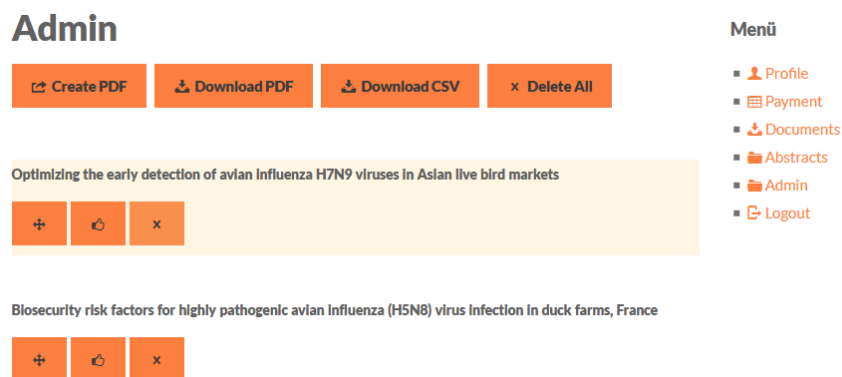 Admin
Create PDF Download PDF Download CSV x Delete All
Optimizing the early detection of avian influenza H7N9 viruses in Asian live bird markets
x
Biosecurity risk factors for highly pathogenic avian influenza (H5N8) virus infection in duck farms, France
x
Menü
Profile
Payment
Documents
Abstracts
Admin
Logout